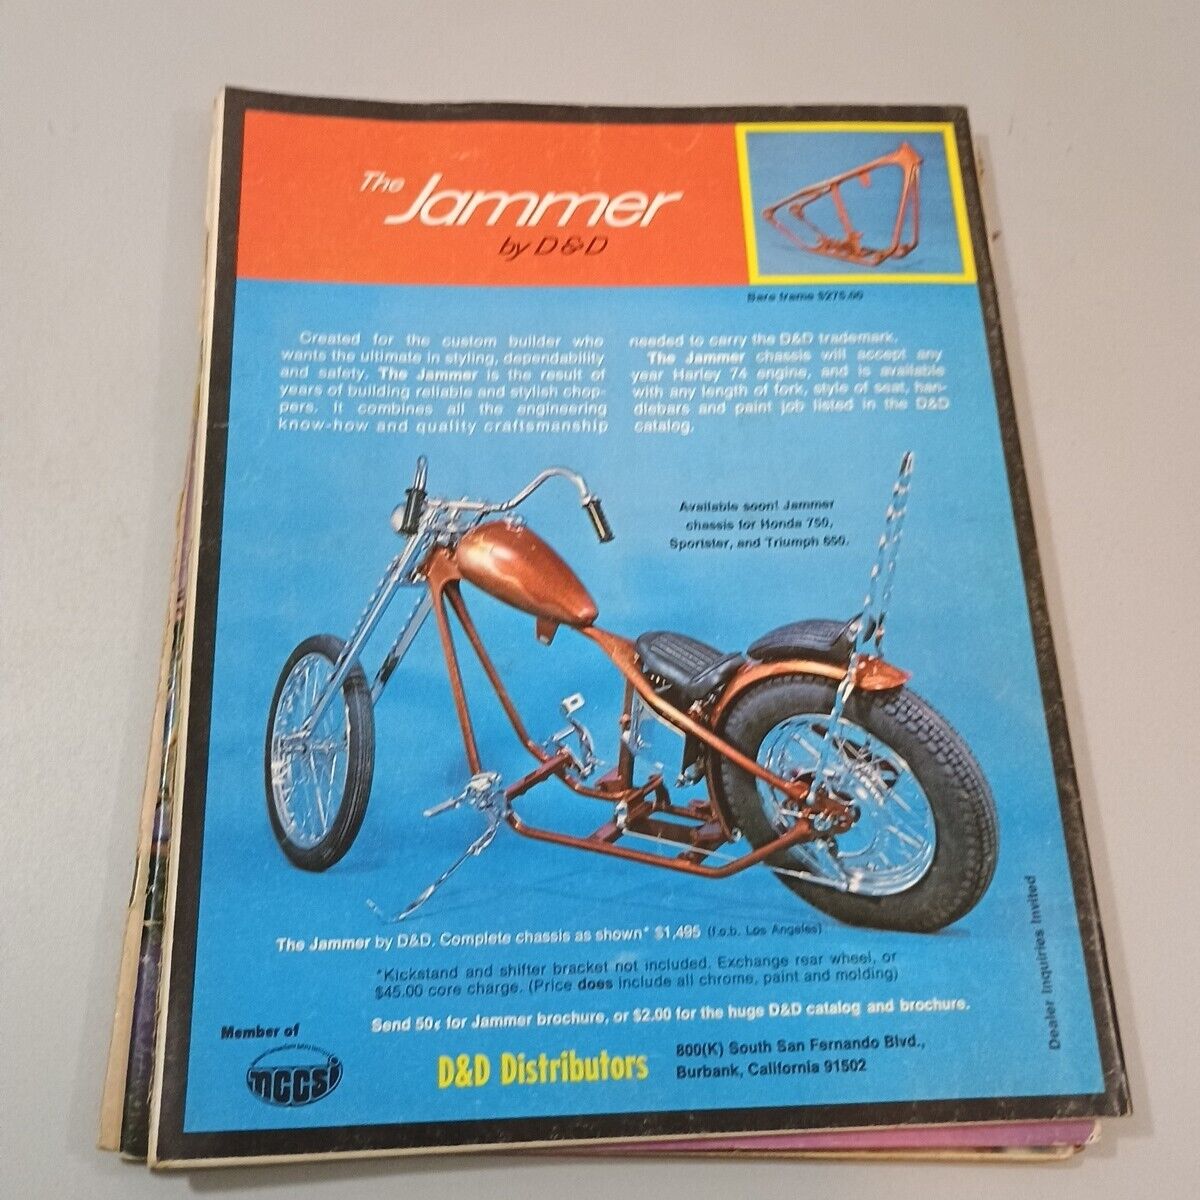 The Jammer
by D&D
Bare frame $275.00
Created for the custom builder who
wants the ultimate in styling, dependability
and safety, The Jammer is the result of
years of building reliable and stylish chop-
pers. It combines all the engineering
know-how and quality craftsmanship
needed to carry the D&D trademark.
The Jammer chassis will accept any
year Harley 74 engine, and is available
with any length of fork, style of seat, han-
dlebars and paint job listed in the D&D
catalog.
Available soon! Jammer
chassis for Honda 750,
Sportster, and Triumph 650.
The Jammer by D&D. Complete chassis as shown* $1,495 (f.o.b. Los Angeles)
*Kickstand and shifter bracket not included. Exchange rear wheel, or
$45.00 core charge. (Price does include all chrome, paint and molding)
Send 50¢ for Jammer brochure, or $2.00 for the huge D&D catalog and brochure.
Member of
mccsi
D&D Distributors
800(K) South San Fernando Blvd.,
Burbank, California 91502
Dealer Inquiries Invited